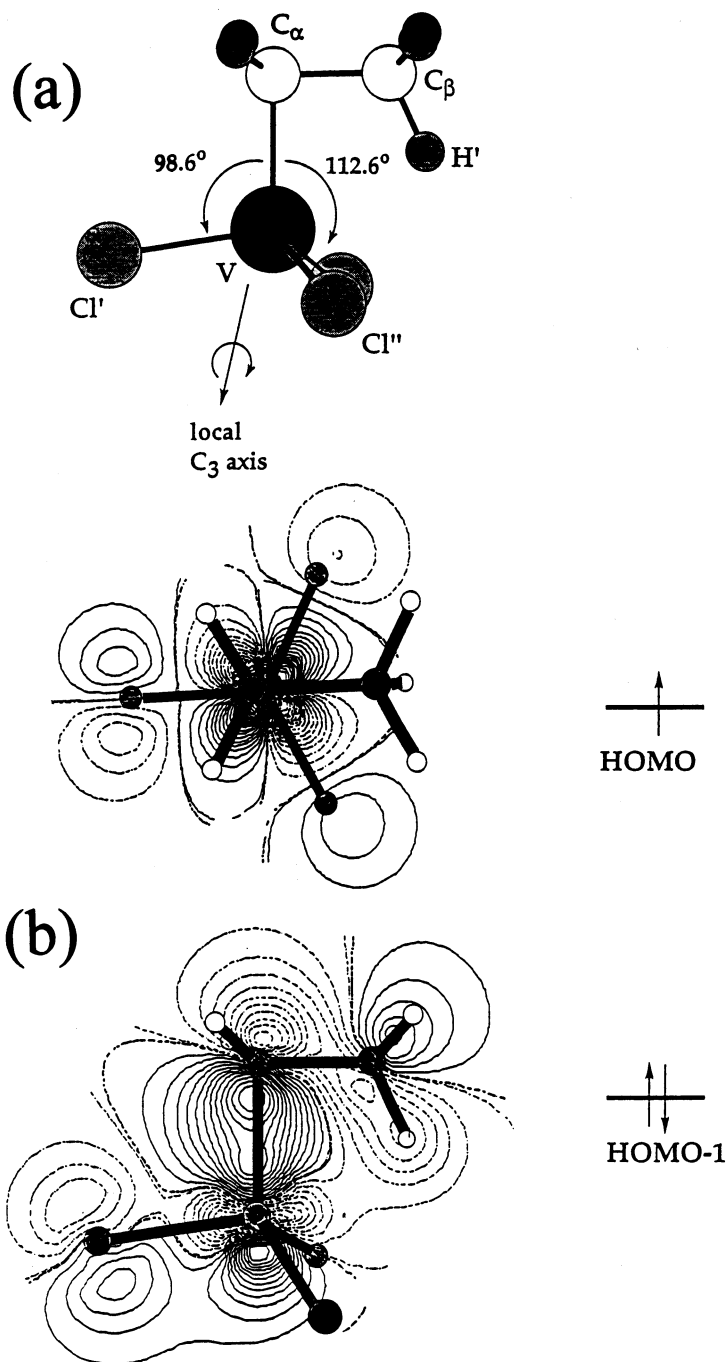 (a)
Cα
Cβ
H'
98.6°
112.6°
V
Cl'
Cl"
local
C₃ axis
HOMO
(b)
HOMO-1